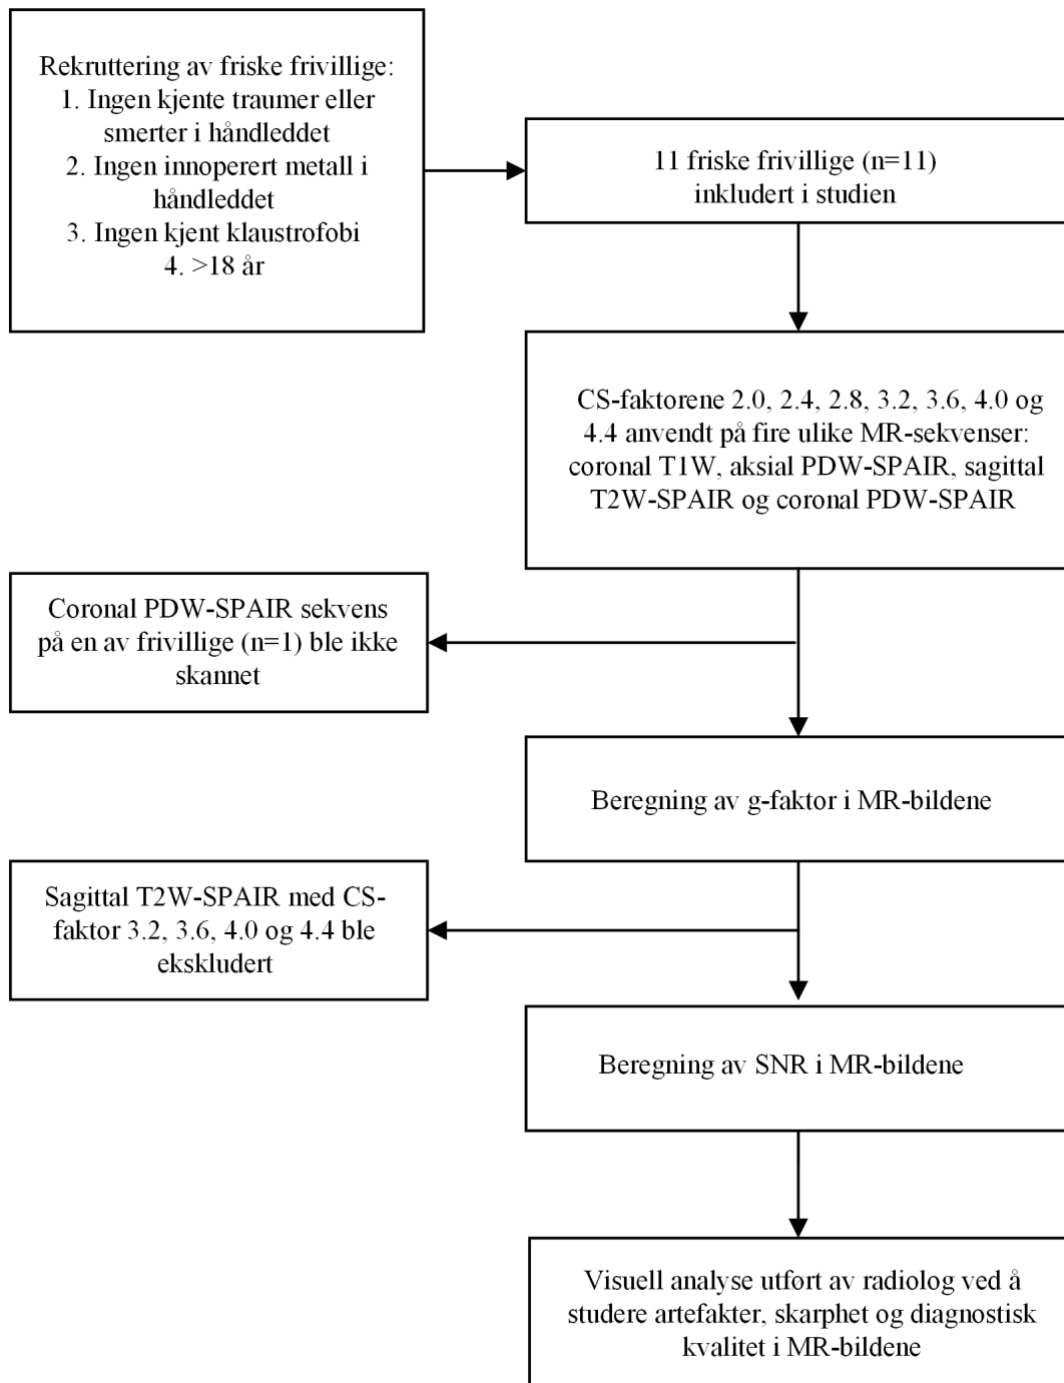 Rekruttering av friske frivillige:
1. Ingen kjente traumer eller
smerter i håndleddet
2. Ingen innoperert metall i
håndleddet
3. Ingen kjent klaustrofobi
4. >18 år
11 friske frivillige (n=11)
inkludert i studien
CS-faktorene 2.0, 2.4, 2.8, 3.2, 3.6, 4.0 og
4.4 anvendt på fire ulike MR-sekvenser:
coronal T1W, aksial PDW-SPAIR, sagittal
T2W-SPAIR og coronal PDW-SPAIR
Coronal PDW-SPAIR sekvens
på en av frivillige (n=1) ble ikke
skannet
Beregning av g-faktor i MR-bildene
Sagittal T2W-SPAIR med CS-
faktor 3.2, 3.6, 4.0 og 4.4 ble
ekskludert
Beregning av SNR i MR-bildene
Visuell analyse utfort av radiolog ved å
studere artefakter, skarphet og diagnostisk
kvalitet i MR-bildene